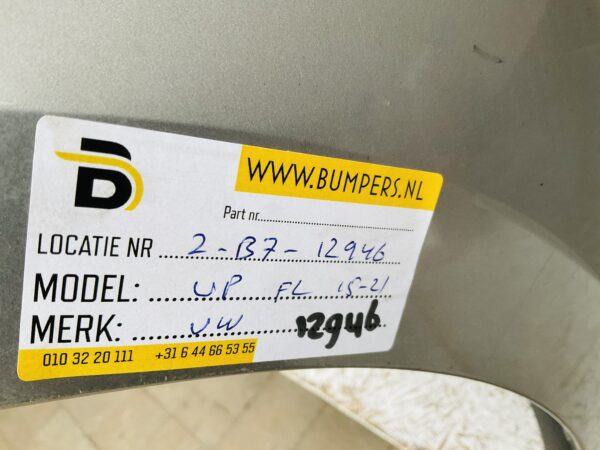 B
WWW.BUMPERS.NL
Part nr
LOCATIE NR 2-B7-12946
MODEL: UP FL 15-21
MERK: VW 12946
010 32 20 111 +31 6 44 66 53 55